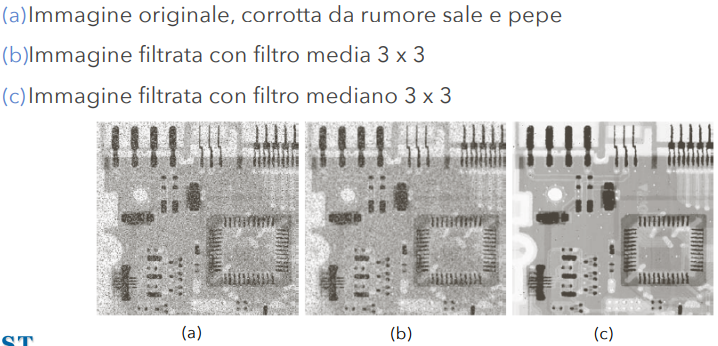 (a)Immagine originale, corrotta da rumore sale e pepe
(b)Immagine filtrata con filtro media 3 x 3
(c)Immagine filtrata con filtro mediano 3 x 3
(a) (b) (c)
ST